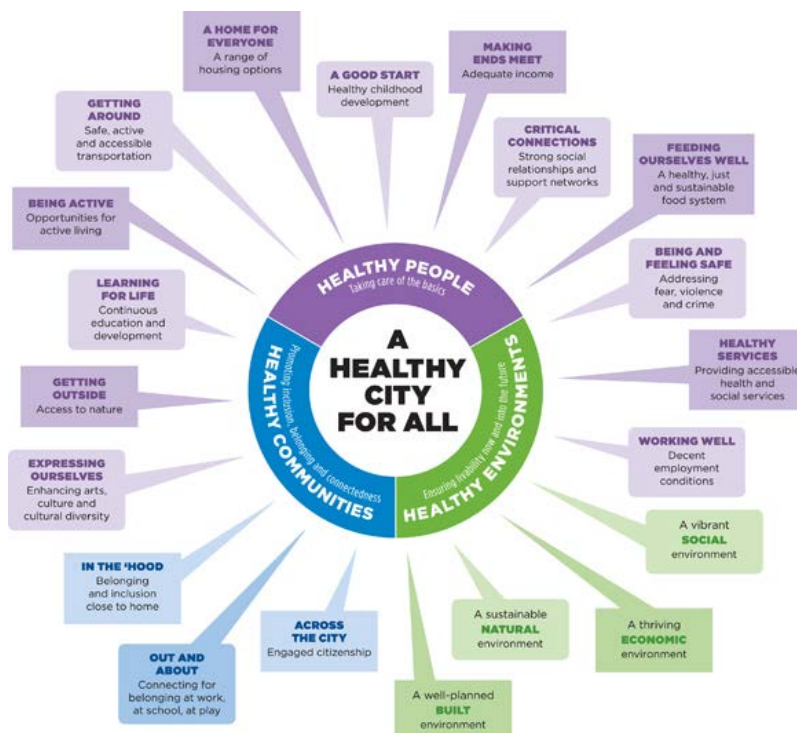 A HEALTHY
CITY
FOR ALL
HEALTHY PEOPLE
Taking care of the basics
HEALTHY COMMUNITIES
Promoting inclusion, belonging and connectedness
HEALTHY ENVIRONMENTS
Ensuring livability now and into the future
A HOME FOR
EVERYONE
A range of
housing options
A GOOD START
Healthy childhood
development
MAKING
ENDS MEET
Adequate income
CRITICAL
CONNECTIONS
Strong social
relationships and
support networks
FEEDING
OURSELVES WELL
A healthy, just
and sustainable
food system
BEING AND
FEELING SAFE
Addressing
fear, violence
and crime
HEALTHY
SERVICES
Providing accessible
health and
social services
WORKING WELL
Decent
employment
conditions
A vibrant
SOCIAL
environment
A thriving
ECONOMIC
environment
A sustainable
NATURAL
environment
A well-planned
BUILT
environment
ACROSS
THE CITY
Engaged citizenship
OUT AND
ABOUT
Connecting for
belonging at work,
at school, at play
IN THE ‘HOOD
Belonging
and inclusion
close to home
EXPRESSING
OURSELVES
Enhancing arts,
culture and
cultural diversity
GETTING
OUTSIDE
Access to nature
LEARNING
FOR LIFE
Continuous
education and
development
BEING ACTIVE
Opportunities for
active living
GETTING
AROUND
Safe, active
and accessible
transportation